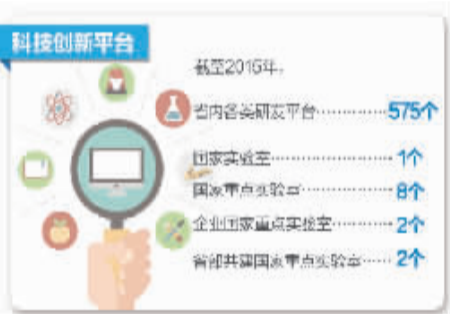 科技创新平台
截至2016年，
省内各类研发平台……………575个
国家实验室……………………1个
国家重点实验室………………8个
企业国家重点实验室…………2个
省部共建国家重点实验室……2个